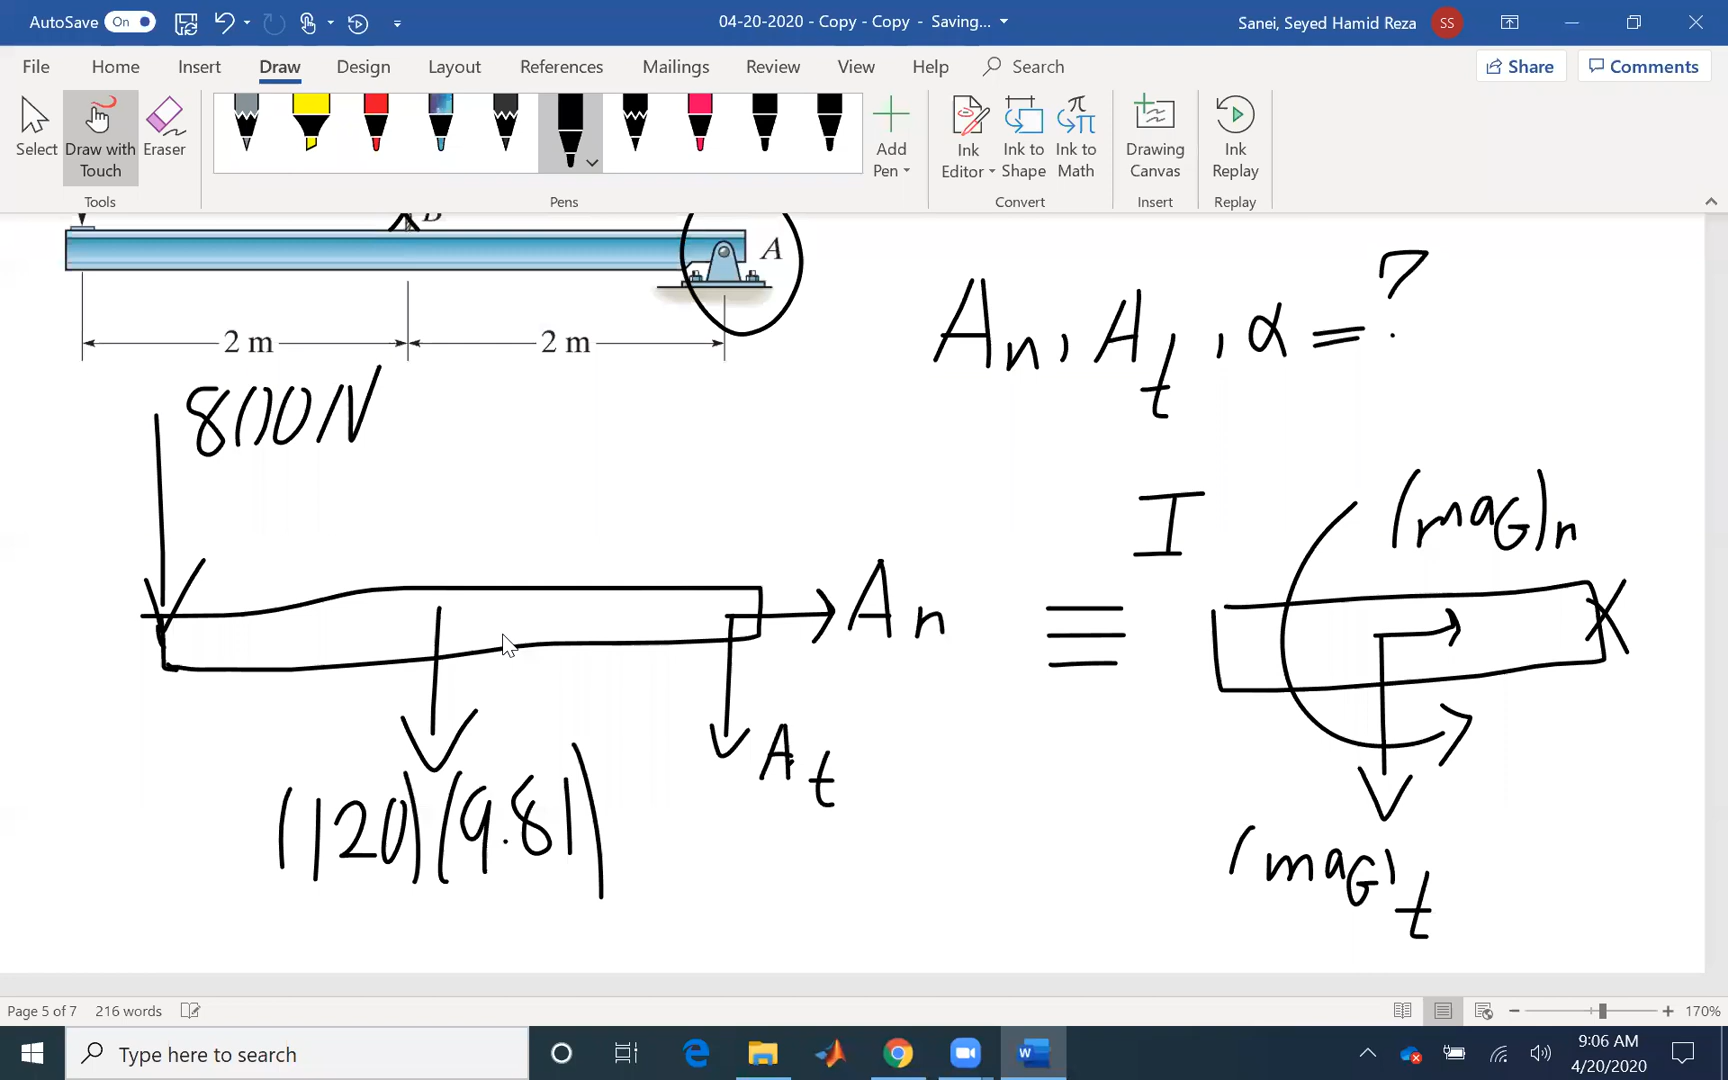 AutoSave On 04-20-2020 - Copy - Copy - Saving... Sanei, Seyed Hamid Reza SS
File Home Insert Draw Design Layout References Mailings Review View Help Search Share Comments
Select Draw with Touch Eraser Add Pen Ink Editor Ink to Shape Ink to Math Drawing Canvas Ink Replay
Tools Pens Convert Insert Replay
B
A
2 m 2 m
An, At, α = ?
800N
I (maG)n
An ≡
At
(120)(9.81)
(maG)t
Page 5 of 7 216 words 170%
Type here to search 9:06 AM
4/20/2020